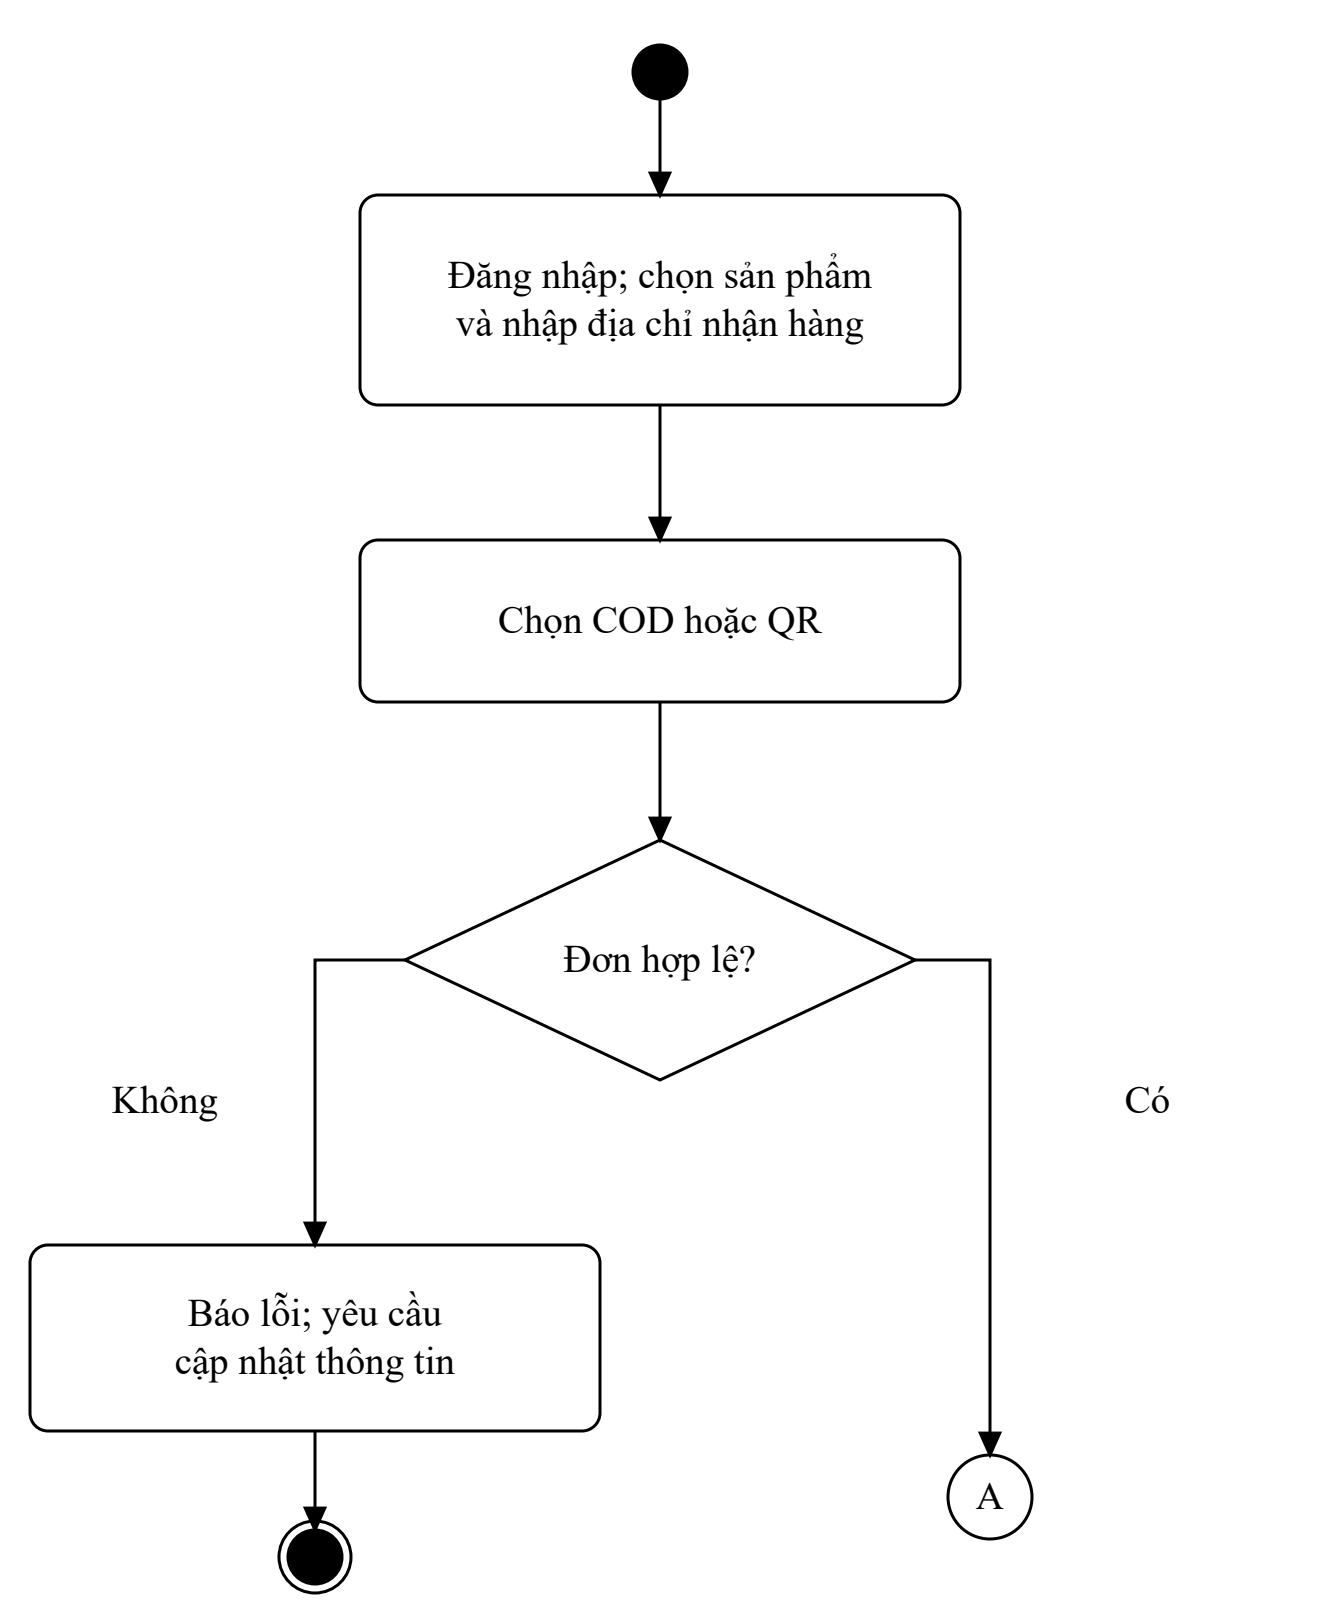 Đăng nhập; chọn sản phẩm
và nhập địa chỉ nhận hàng
Chọn COD hoặc QR
Đơn hợp lệ?
Không
Có
Báo lỗi; yêu cầu
cập nhật thông tin
A